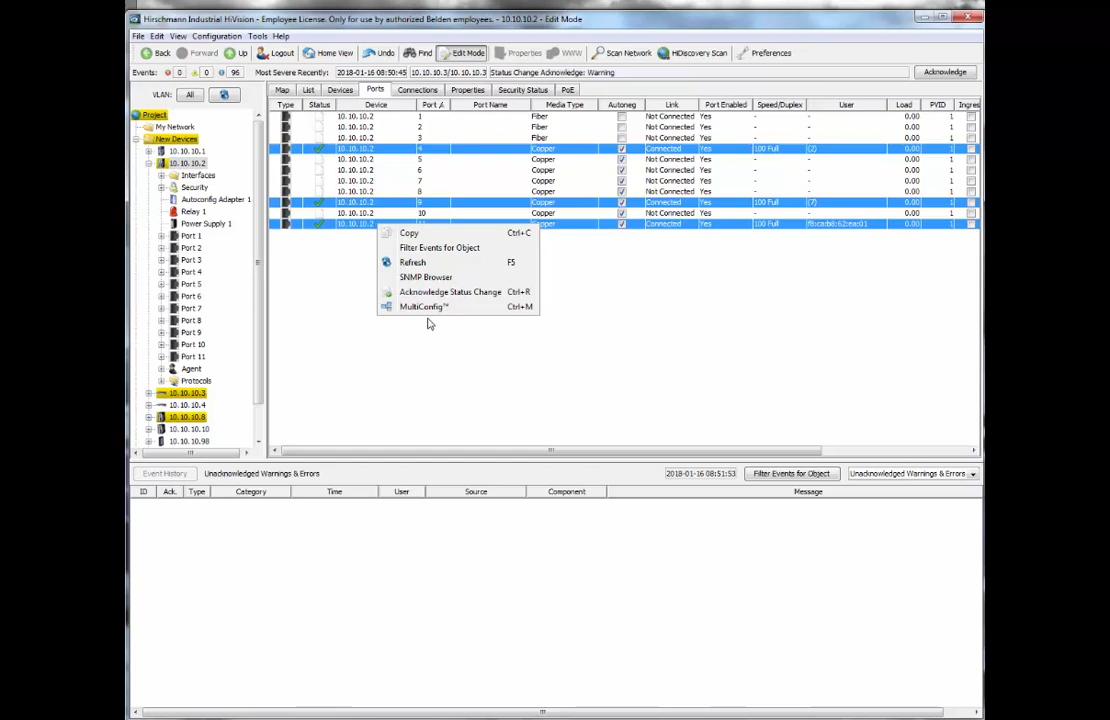 Hirschmann Industrial HiVision - Employee License. Only for use by authorized Belden employees. - 10.10.10.2 - Edit Mode
File Edit View Configuration Tools Help
Back Forward Up Logout Home View Undo Find Edit Mode Properties WWW Scan Network HiDiscovery Scan Preferences
Events: 0 0 96 Most Severe Recently: 2018-01-16 08:50:45 10.10.10.3/10.10.10.3 Status Change Acknowledge: Warning Acknowledge
VLAN: All
Map List Devices Ports Connections Properties Security Status PoE
Type Status Device Port Port Name Media Type Autoneg Link Port Enabled Speed/Duplex User Load PVID Ingres
10.10.10.2 1 Fiber Not Connected Yes - - 0.00 1
10.10.10.2 2 Fiber Not Connected Yes - - 0.00 1
10.10.10.2 3 Fiber Not Connected Yes - - 0.00 1
10.10.10.2 4 Copper Connected Yes 100 Full (2) 0.00 1
10.10.10.2 5 Copper Not Connected Yes - - 0.00 1
10.10.10.2 6 Copper Not Connected Yes - - 0.00 1
10.10.10.2 7 Copper Not Connected Yes - - 0.00 1
10.10.10.2 8 Copper Not Connected Yes - - 0.00 1
10.10.10.2 9 Copper Connected Yes 100 Full (7) 0.00 1
10.10.10.2 10 Copper Not Connected Yes - - 0.00 1
10.10.10.2 Connected Yes 100 Full 0.00 1
Copy Ctrl+C
Filter Events for Object
Refresh F5
SNMP Browser
Acknowledge Status Change Ctrl+R
MultiConfig™ Ctrl+M
Project
My Network
New Devices
10.10.10.1
10.10.10.2
Interfaces
Security
Autoconfig Adapter 1
Relay 1
Power Supply 1
Port 1
Port 2
Port 3
Port 4
Port 5
Port 6
Port 7
Port 8
Port 9
Port 10
Port 11
Agent
Protocols
10.10.10.3
10.10.10.4
10.10.10.8
10.10.10.10
10.10.10.98
Event History Unacknowledged Warnings & Errors 2018-01-16 08:51:53 Filter Events for Object Unacknowledged Warnings & Errors
ID Ack. Type Category Time User Source Component Message